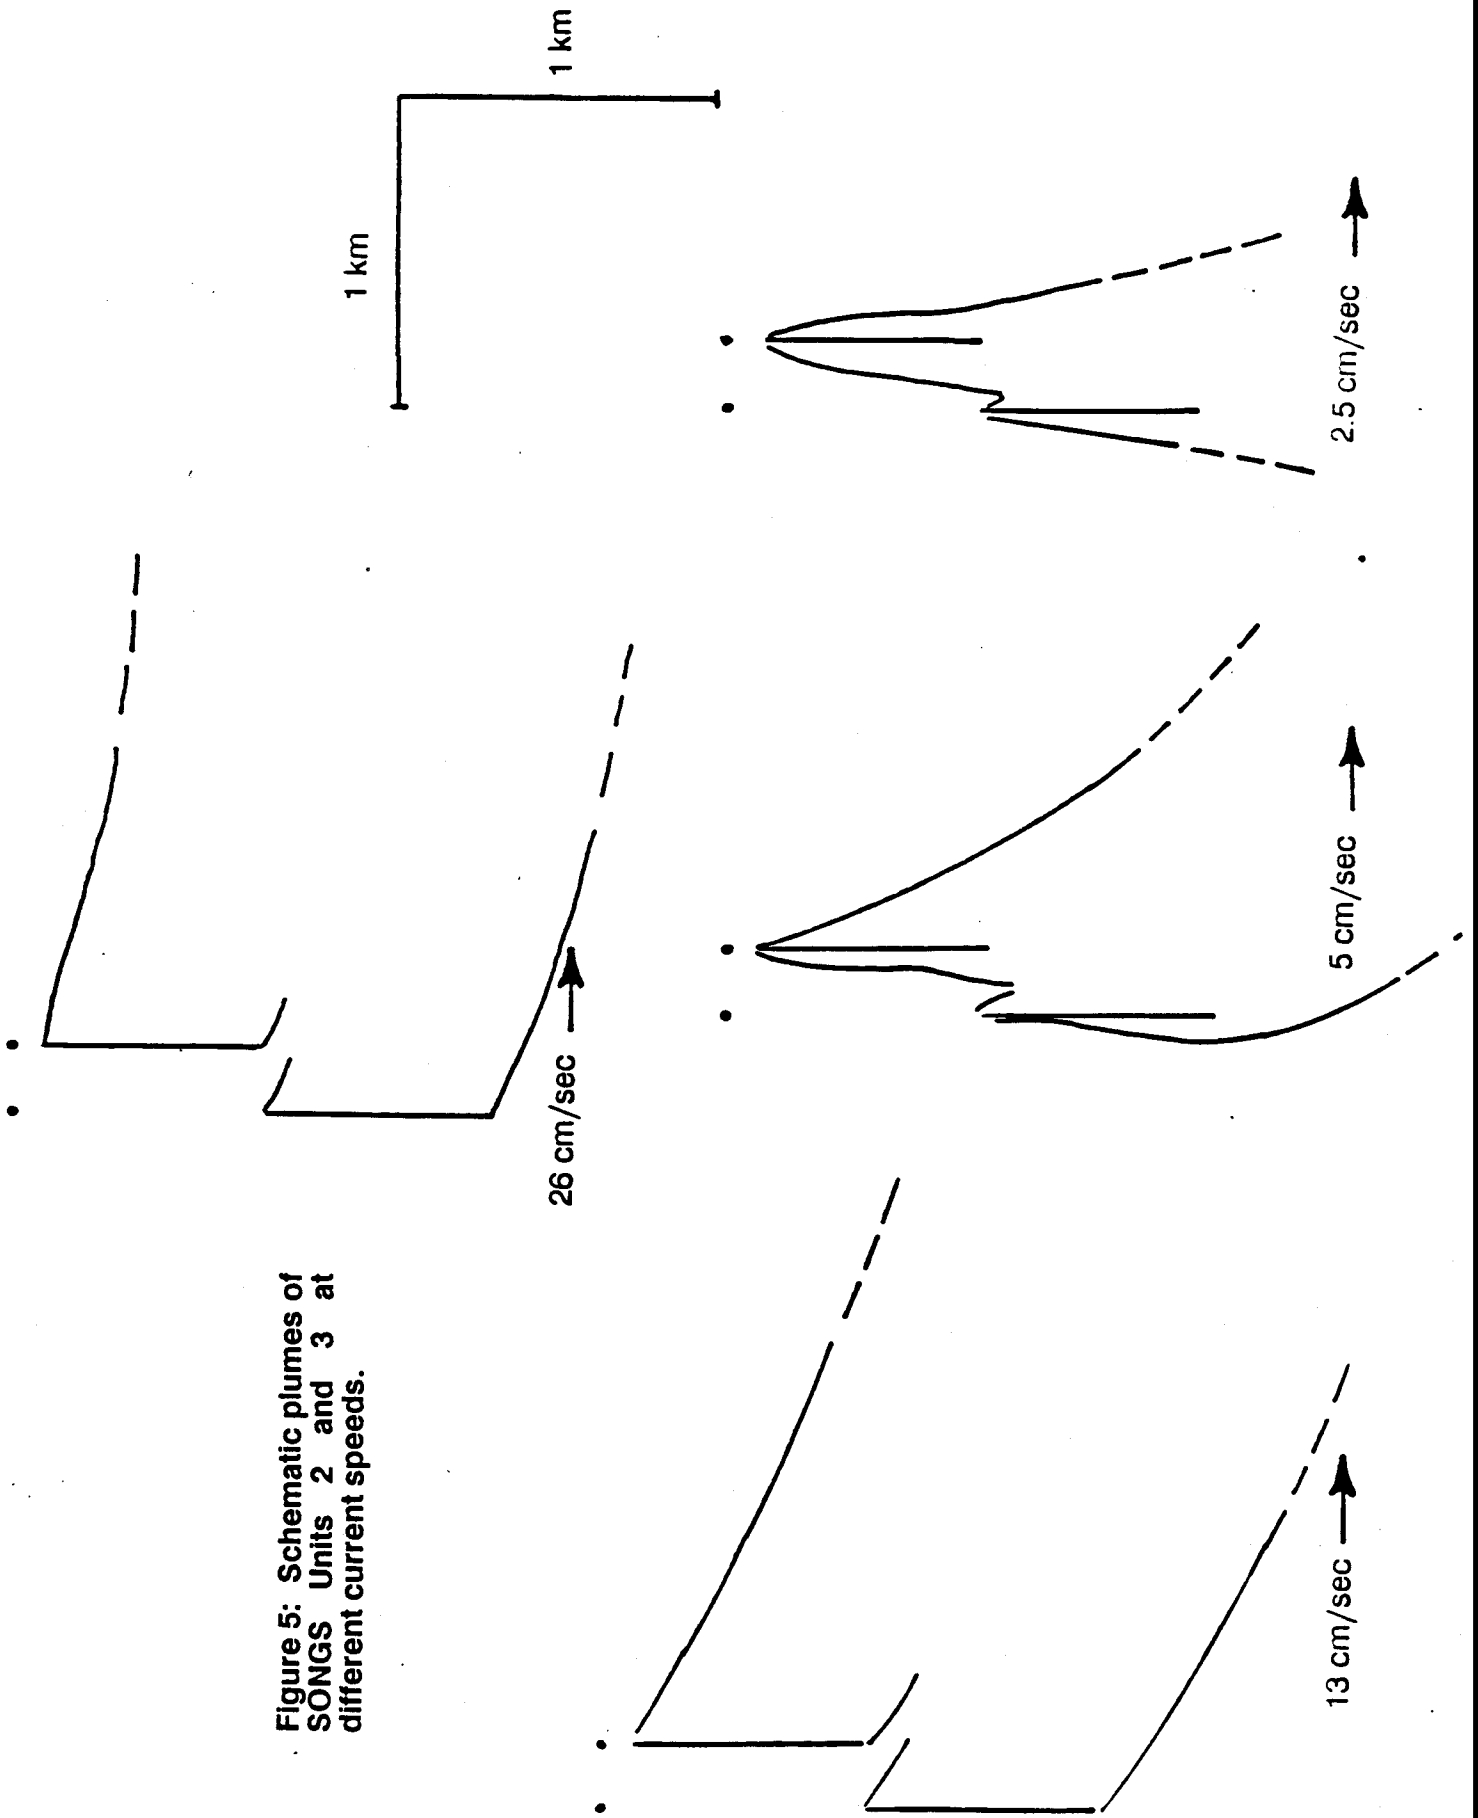 Figure 5: Schematic plumes of
SONGS Units 2 and 3 at
different current speeds.
1 km
1 km
26 cm/sec
13 cm/sec
5 cm/sec
2.5 cm/sec